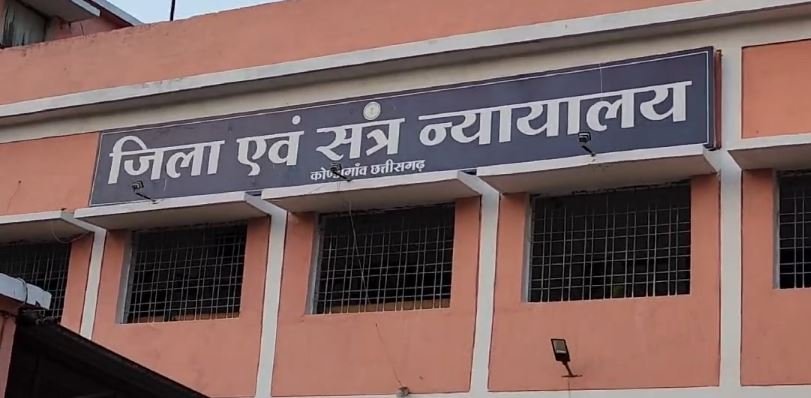 जिला एवं सत्र न्यायालय
कोण्डागाँव छत्तीसगढ़